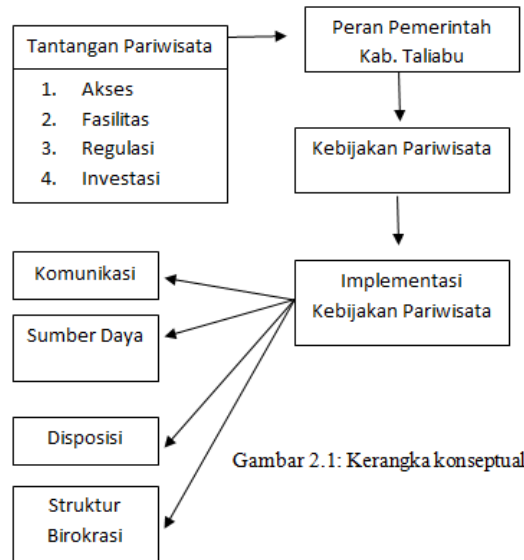 Tantangan Pariwisata
1. Akses
2. Fasilitas
3. Regulasi
4. Investasi
Peran Pemerintah
Kab. Taliabu
Kebijakan Pariwisata
Implementasi
Kebijakan Pariwisata
Komunikasi
Sumber Daya
Disposisi
Struktur
Birokrasi
Gambar 2.1: Kerangka konseptual